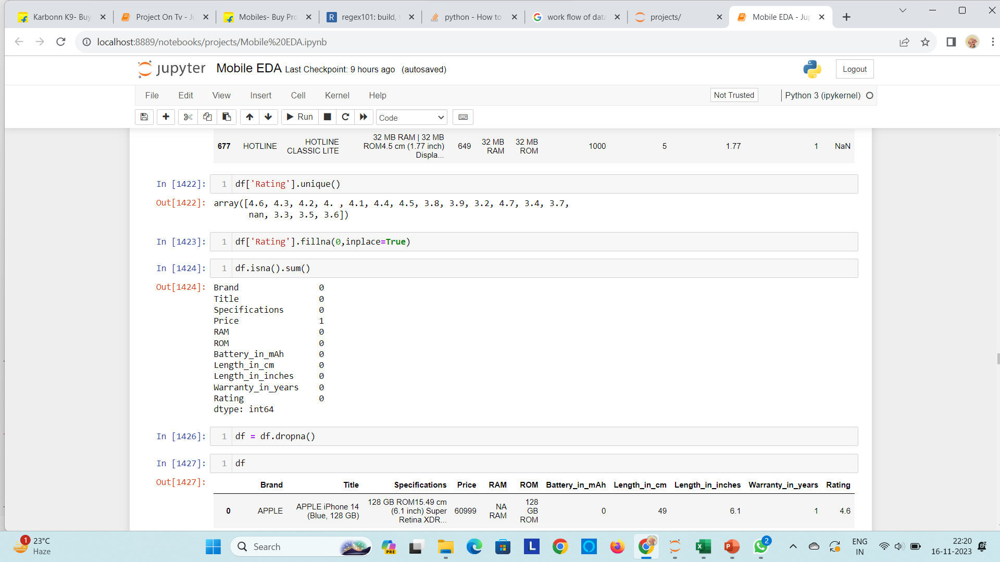 Karbonn K9- Buy
Project On Tv - Ju
Mobiles- Buy Pro
regex101: build, t
python - How to
work flow of data
projects/
Mobile EDA - Jup
localhost:8889/notebooks/projects/Mobile%20EDA.ipynb
jupyter Mobile EDA Last Checkpoint: 9 hours ago (autosaved)
Logout
File Edit View Insert Cell Kernel Help
Not Trusted
Python 3 (ipykernel)
Run
Code
677 HOTLINE HOTLINE CLASSIC LITE 32 MB RAM | 32 MB ROM4.5 cm (1.77 inch) Displa... 649 32 MB RAM 32 MB ROM 1000 5 1.77 1 NaN
In [1422]: 1 df['Rating'].unique()
Out[1422]: array([4.6, 4.3, 4.2, 4. , 4.1, 4.4, 4.5, 3.8, 3.9, 3.2, 4.7, 3.4, 3.7,
nan, 3.3, 3.5, 3.6])
In [1423]: 1 df['Rating'].fillna(0,inplace=True)
In [1424]: 1 df.isna().sum()
Out[1424]: Brand 0
Title 0
Specifications 0
Price 1
RAM 0
ROM 0
Battery_in_mAh 0
Length_in_cm 0
Length_in_inches 0
Warranty_in_years 0
Rating 0
dtype: int64
In [1426]: 1 df = df.dropna()
In [1427]: 1 df
Out[1427]:
Brand Title Specifications Price RAM ROM Battery_in_mAh Length_in_cm Length_in_inches Warranty_in_years Rating
0 APPLE APPLE iPhone 14 (Blue, 128 GB) 128 GB ROM15.49 cm (6.1 inch) Super Retina XDR... 60999 NA RAM 128 GB ROM 0 49 6.1 1 4.6
1
23°C
Haze
Search
PRE
L
X
P
2
ENG
IN
22:20
16-11-2023